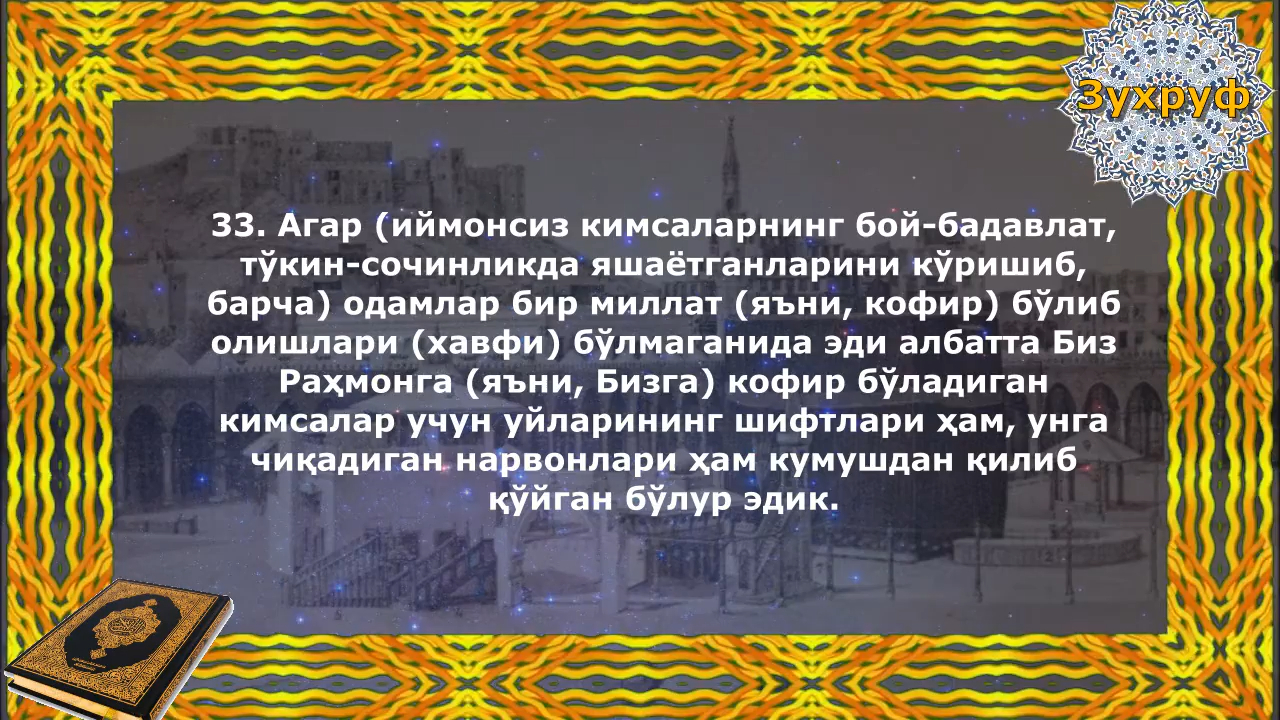 Зухруф
33. Агар (иймонсиз кимсаларнинг бой-бадавлат,
тўкин-сочинликда яшаётганларини кўришиб,
барча) одамлар бир миллат (яъни, кофир) бўлиб
олишлари (хавфи) бўлмаганида эди албатта Биз
Раҳмонга (яъни, Бизга) кофир бўладиган
кимсалар учун уйларининг шифтлари ҳам, унга
чиқадиган нарвонлари ҳам кумушдан қилиб
қўйган бўлур эдик.